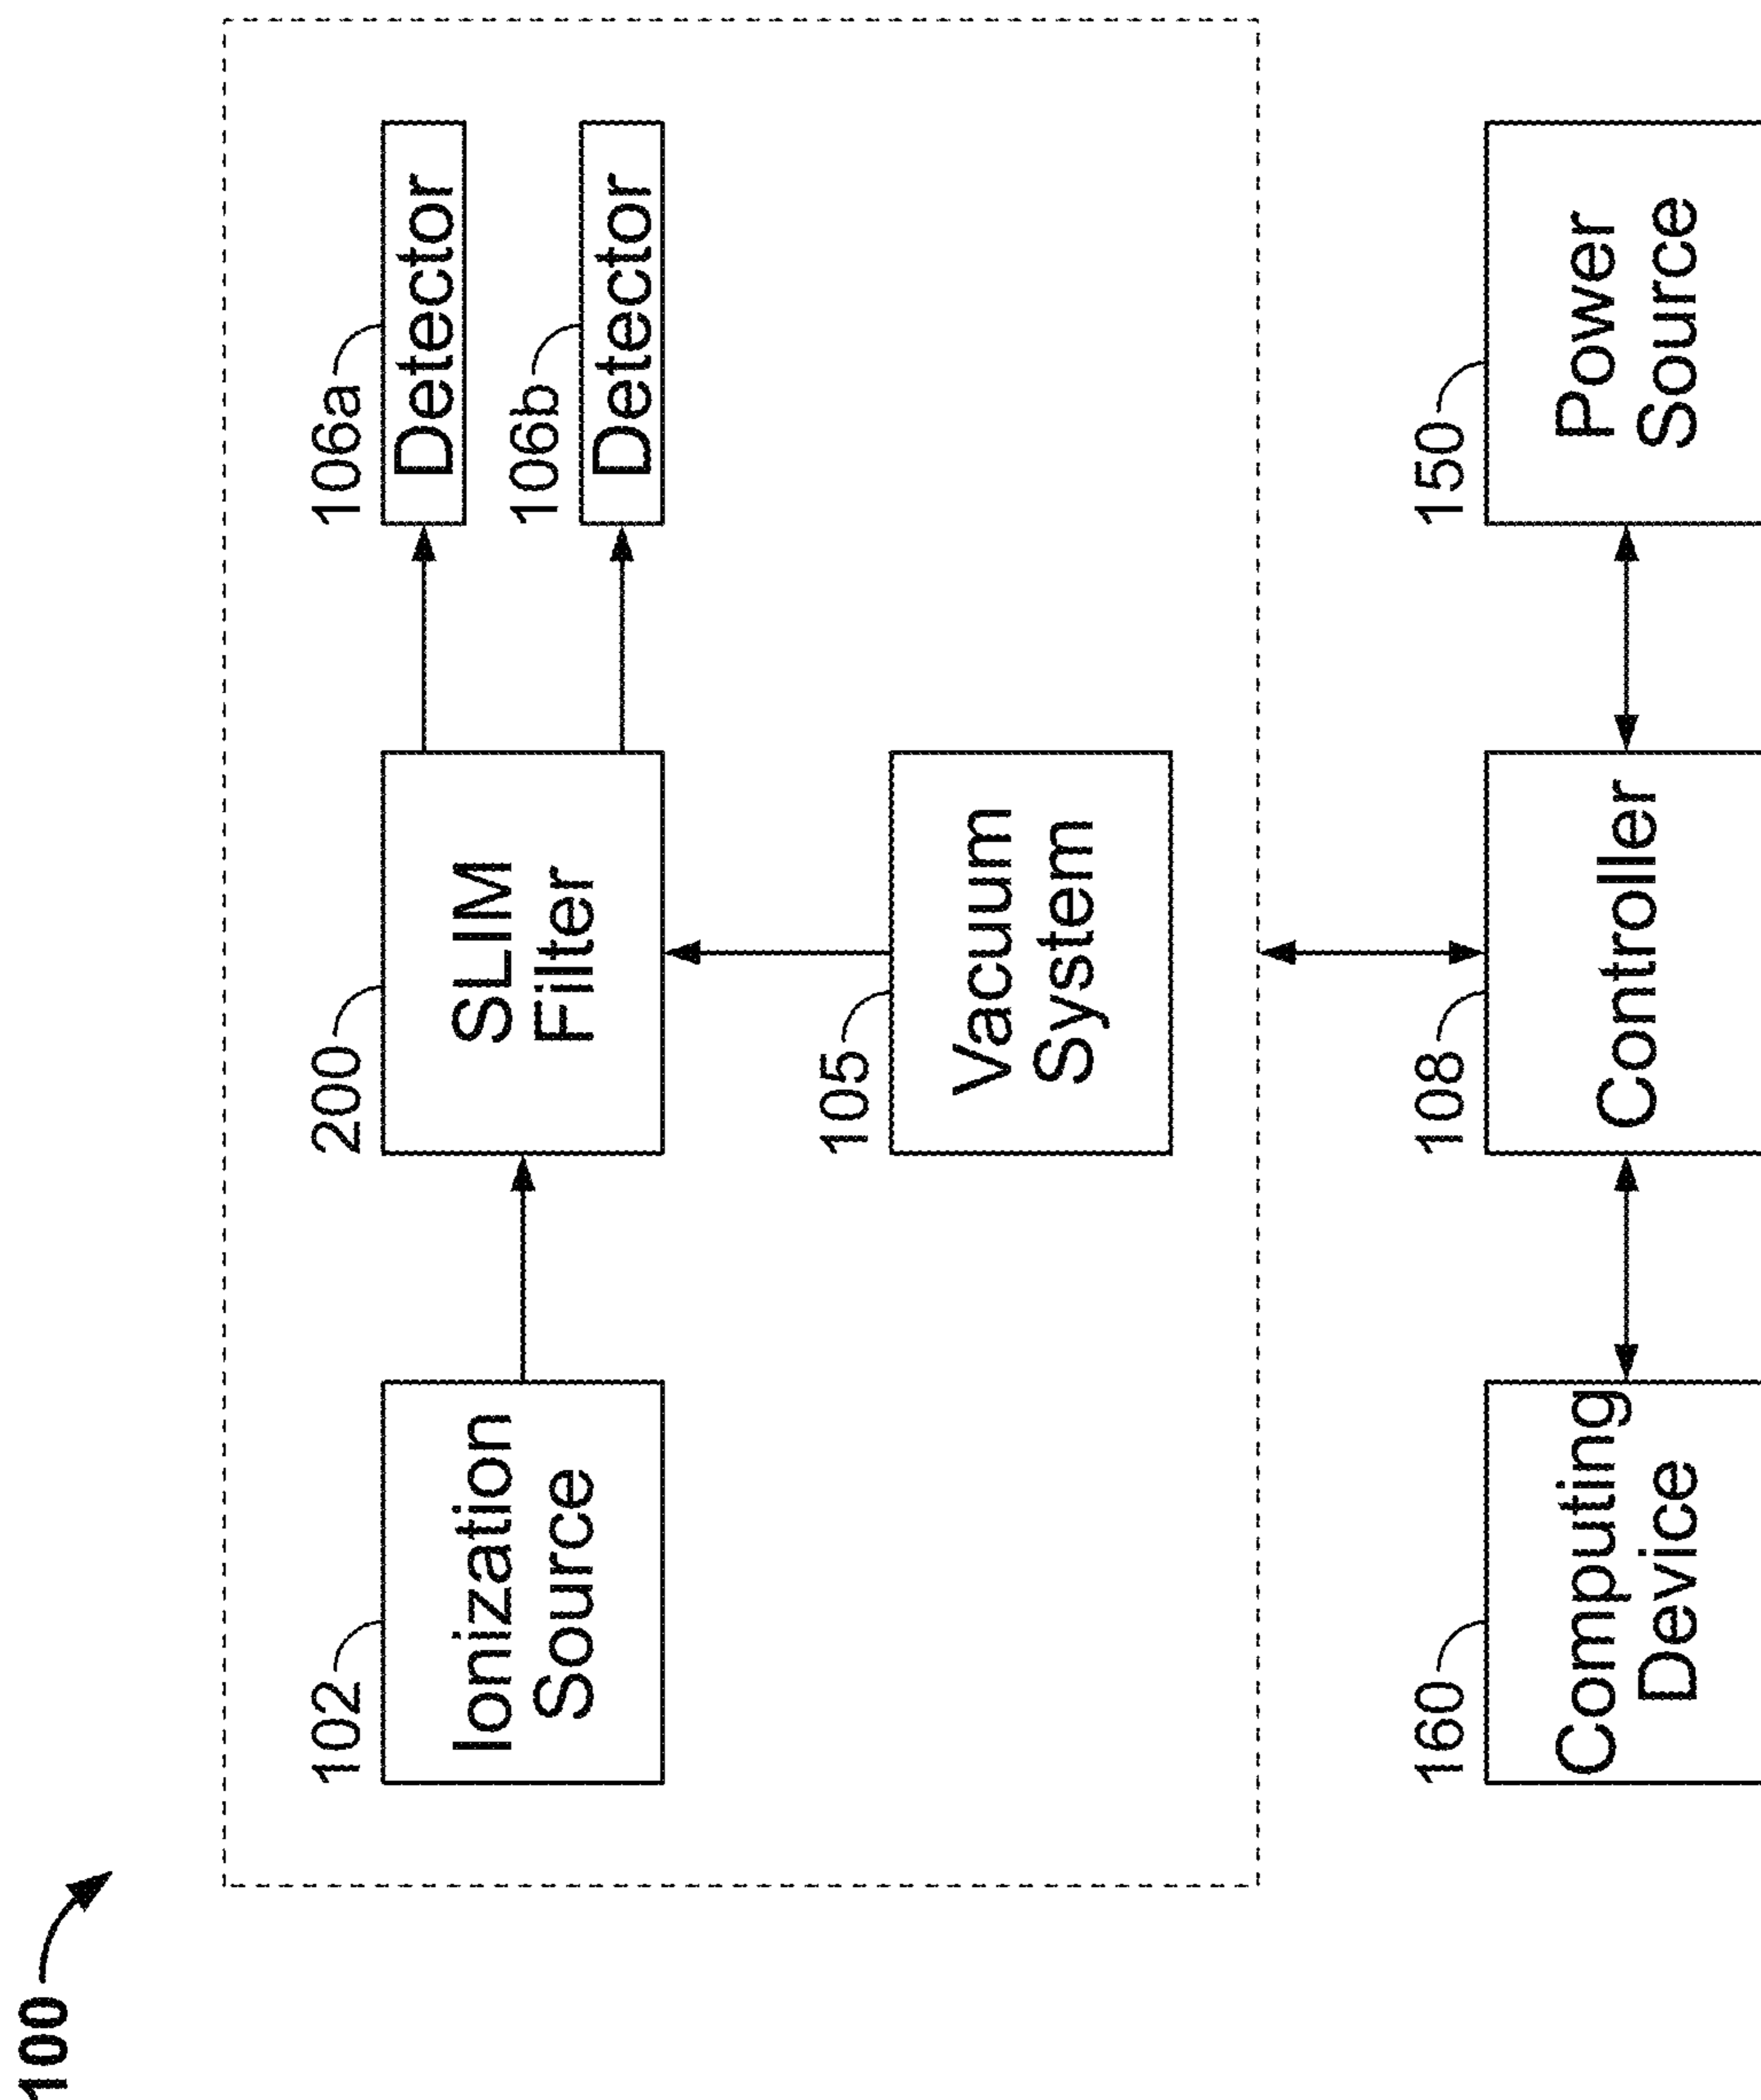 100
102
Ionization
Source
200
SLIM
Filter
106a
Detector
106b
Detector
105
Vacuum
System
160
Computing
Device
108
Controller
150
Power
Source